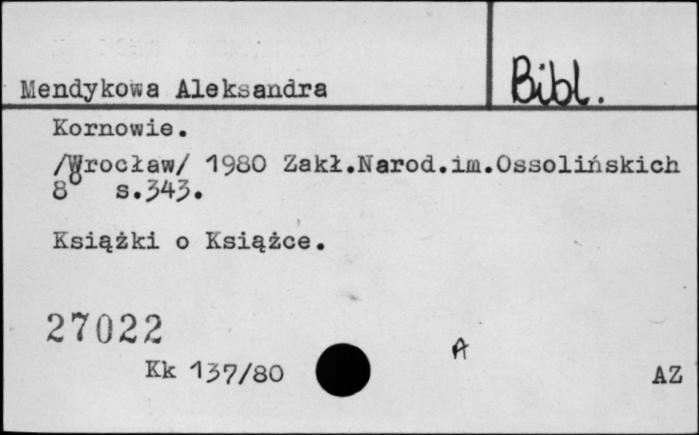 Mendykowa Aleksandra
Bibl.
Kornowie.
/Wrocław/ 1980 Zakł.Narod.im.Ossolińskich
8° s.343.
Książki o Książce.
27022
A
Kk 137/80
AZ